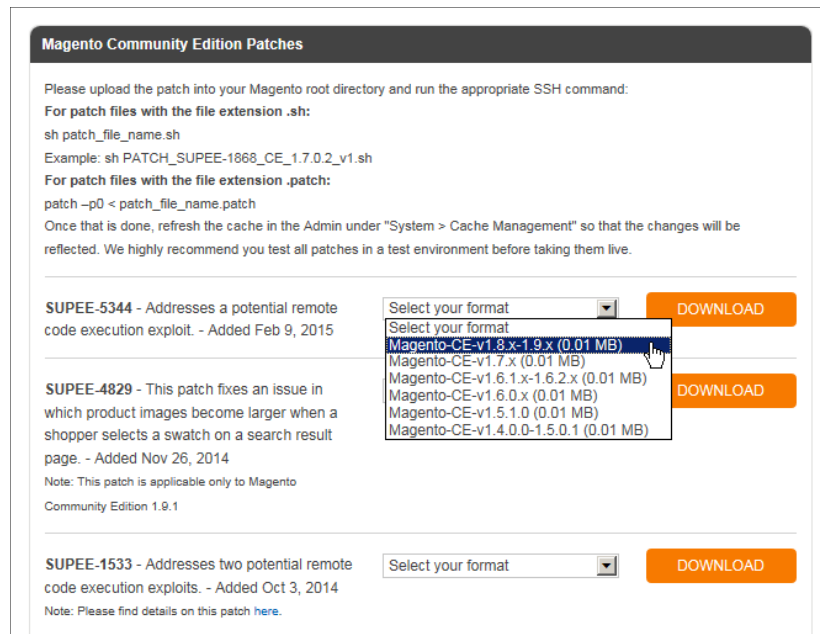 Magento Community Edition Patches
Please upload the patch into your Magento root directory and run the appropriate SSH command:
For patch files with the file extension .sh:
sh patch_file_name.sh
Example: sh PATCH_SUPEE-1868_CE_1.7.0.2_v1.sh
For patch files with the file extension .patch:
patch –p0 < patch_file_name.patch
Once that is done, refresh the cache in the Admin under "System > Cache Management" so that the changes will be
reflected. We highly recommend you test all patches in a test environment before taking them live.
SUPEE-5344 - Addresses a potential remote
code execution exploit. - Added Feb 9, 2015
Select your format
DOWNLOAD
Select your format
Magento-CE-v1.8.x-1.9.x (0.01 MB)
Magento-CE-v1.7.x (0.01 MB)
Magento-CE-v1.6.1.x-1.6.2.x (0.01 MB)
Magento-CE-v1.6.0.x (0.01 MB)
Magento-CE-v1.5.1.0 (0.01 MB)
Magento-CE-v1.4.0.0-1.5.0.1 (0.01 MB)
SUPEE-4829 - This patch fixes an issue in
which product images become larger when a
shopper selects a swatch on a search result
page. - Added Nov 26, 2014
Note: This patch is applicable only to Magento
Community Edition 1.9.1
DOWNLOAD
SUPEE-1533 - Addresses two potential remote
code execution exploits. - Added Oct 3, 2014
Note: Please find details on this patch here.
Select your format
DOWNLOAD